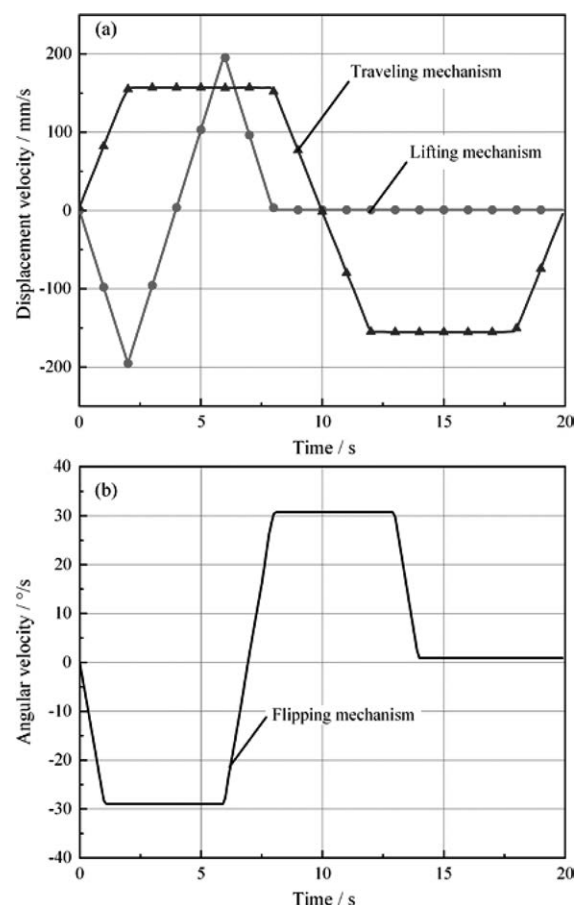 (a)
200
100
0
-100
-200
Displacement velocity / mm/s
Traveling mechanism
Lifting mechanism
0 5 10 15 20
Time / s
(b)
40
30
20
10
0
-10
-20
-30
-40
Angular velocity / °/s
Flipping mechanism
0 5 10 15 20
Time / s